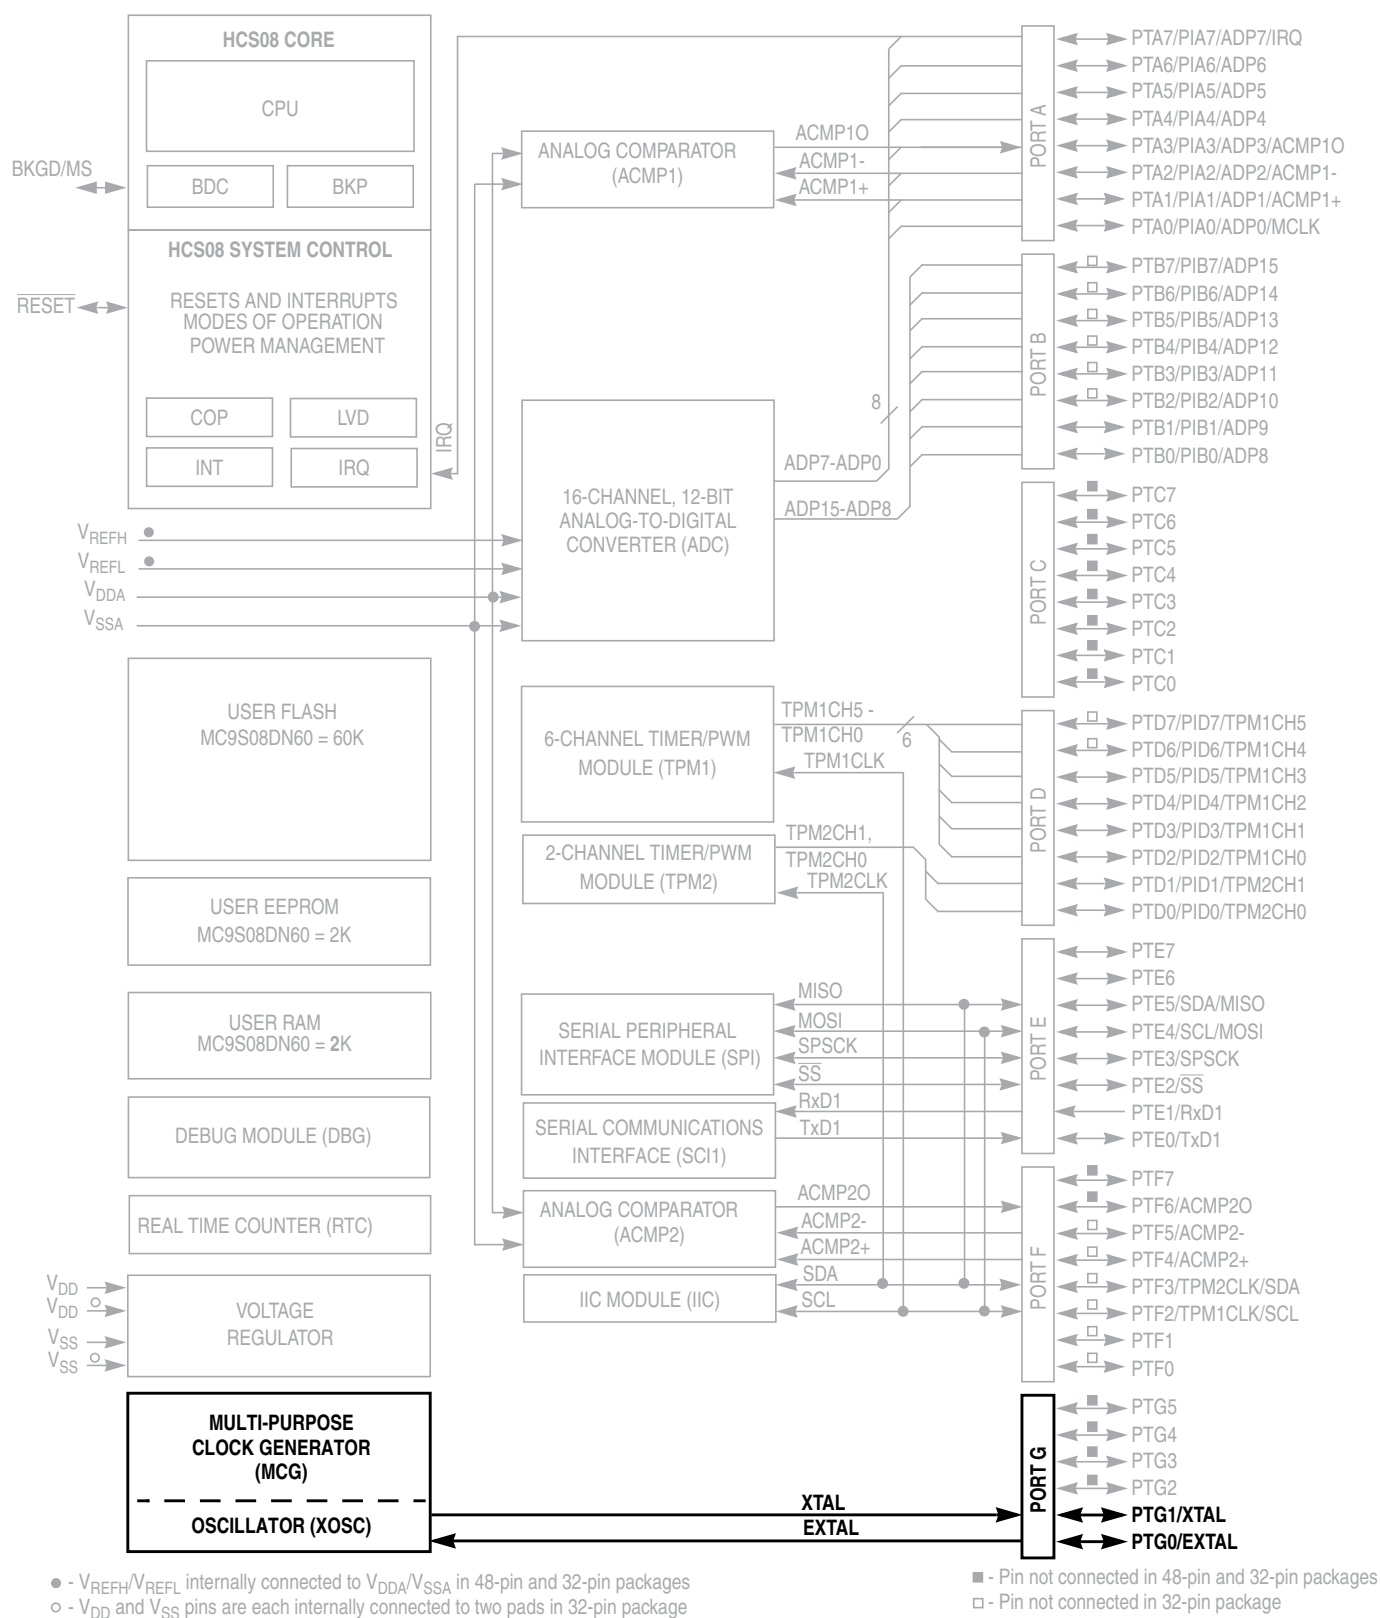 HCS08 CORE
CPU
BDC
BKP
BKGD/MS
HCS08 SYSTEM CONTROL
RESETS AND INTERRUPTS
MODES OF OPERATION
POWER MANAGEMENT
RESET
COP
LVD
INT
IRQ
IRQ
VREFH
VREFL
VDDA
VSSA
USER FLASH
MC9S08DN60 = 60K
USER EEPROM
MC9S08DN60 = 2K
USER RAM
MC9S08DN60 = 2K
DEBUG MODULE (DBG)
REAL TIME COUNTER (RTC)
VDD
VDD
VSS
VSS
VOLTAGE
REGULATOR
MULTI-PURPOSE
CLOCK GENERATOR
(MCG)
OSCILLATOR (XOSC)
ANALOG COMPARATOR
(ACMP1)
ACMP1O
ACMP1-
ACMP1+
16-CHANNEL, 12-BIT
ANALOG-TO-DIGITAL
CONVERTER (ADC)
8
ADP7-ADP0
ADP15-ADP8
6-CHANNEL TIMER/PWM
MODULE (TPM1)
TPM1CH5 -
TPM1CH0
6
TPM1CLK
2-CHANNEL TIMER/PWM
MODULE (TPM2)
TPM2CH1,
TPM2CH0
TPM2CLK
SERIAL PERIPHERAL
INTERFACE MODULE (SPI)
MISO
MOSI
SPSCK
SS
SERIAL COMMUNICATIONS
INTERFACE (SCI1)
RxD1
TxD1
ANALOG COMPARATOR
(ACMP2)
ACMP2O
ACMP2-
ACMP2+
IIC MODULE (IIC)
SDA
SCL
XTAL
EXTAL
PORT A
PTA7/PIA7/ADP7/IRQ
PTA6/PIA6/ADP6
PTA5/PIA5/ADP5
PTA4/PIA4/ADP4
PTA3/PIA3/ADP3/ACMP1O
PTA2/PIA2/ADP2/ACMP1-
PTA1/PIA1/ADP1/ACMP1+
PTA0/PIA0/ADP0/MCLK
PORT B
PTB7/PIB7/ADP15
PTB6/PIB6/ADP14
PTB5/PIB5/ADP13
PTB4/PIB4/ADP12
PTB3/PIB3/ADP11
PTB2/PIB2/ADP10
PTB1/PIB1/ADP9
PTB0/PIB0/ADP8
PORT C
PTC7
PTC6
PTC5
PTC4
PTC3
PTC2
PTC1
PTC0
PORT D
PTD7/PID7/TPM1CH5
PTD6/PID6/TPM1CH4
PTD5/PID5/TPM1CH3
PTD4/PID4/TPM1CH2
PTD3/PID3/TPM1CH1
PTD2/PID2/TPM1CH0
PTD1/PID1/TPM2CH1
PTD0/PID0/TPM2CH0
PORT E
PTE7
PTE6
PTE5/SDA/MISO
PTE4/SCL/MOSI
PTE3/SPSCK
PTE2/SS
PTE1/RxD1
PTE0/TxD1
PORT F
PTF7
PTF6/ACMP2O
PTF5/ACMP2-
PTF4/ACMP2+
PTF3/TPM2CLK/SDA
PTF2/TPM1CLK/SCL
PTF1
PTF0
PORT G
PTG5
PTG4
PTG3
PTG2
PTG1/XTAL
PTG0/EXTAL
● - VREFH/VREFL internally connected to VDDA/VSSA in 48-pin and 32-pin packages
○ - VDD and VSS pins are each internally connected to two pads in 32-pin package
■ - Pin not connected in 48-pin and 32-pin packages
□ - Pin not connected in 32-pin package